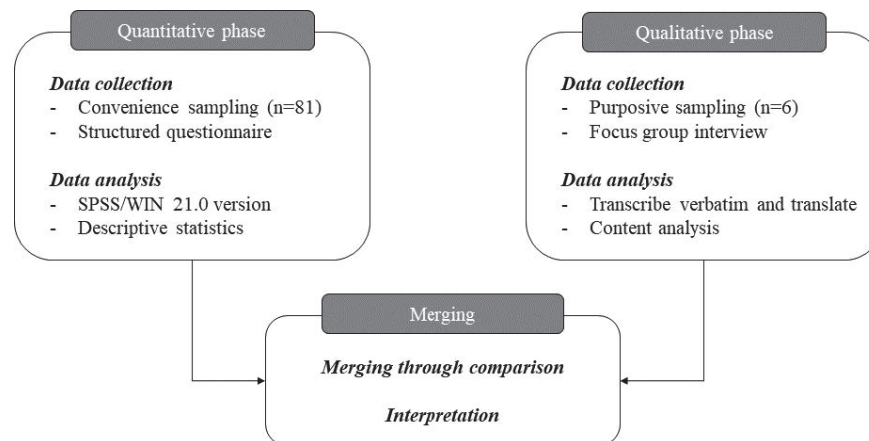 Quantitative phase
Data collection
- Convenience sampling (n=81)
- Structured questionnaire
Data analysis
- SPSS/WIN 21.0 version
- Descriptive statistics
Qualitative phase
Data collection
- Purposive sampling (n=6)
- Focus group interview
Data analysis
- Transcribe verbatim and translate
- Content analysis
Merging
Merging through comparison
Interpretation